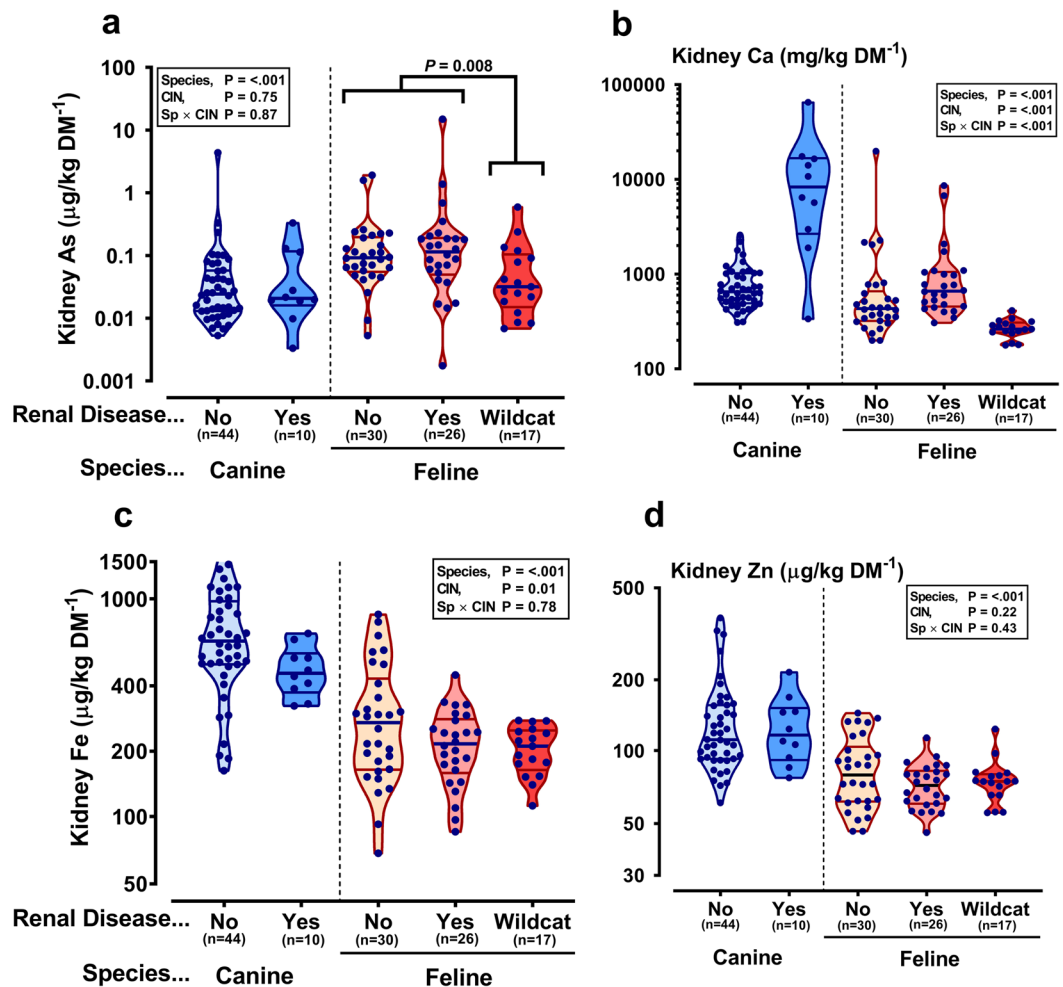 a
Kidney As (μg/kg DM⁻¹)
Species, P = <.001
CIN, P = 0.75
Sp × CIN P = 0.87
P = 0.008
100
10
1
0.1
0.01
0.001
Renal Disease...
No Yes No Yes Wildcat
(n=44) (n=10) (n=30) (n=26) (n=17)
Species... Canine Feline
b
Kidney Ca (mg/kg DM⁻¹)
Species, P = <.001
CIN, P = <.001
Sp × CIN P = <.001
100000
10000
1000
100
No Yes No Yes Wildcat
(n=44) (n=10) (n=30) (n=26) (n=17)
Canine Feline
c
Kidney Fe (μg/kg DM⁻¹)
Species, P = <.001
CIN, P = 0.01
Sp × CIN P = 0.78
1500
1000
400
200
100
50
Renal Disease...
No Yes No Yes Wildcat
(n=44) (n=10) (n=30) (n=26) (n=17)
Species... Canine Feline
d
Kidney Zn (μg/kg DM⁻¹)
Species, P = <.001
CIN, P = 0.22
Sp × CIN P = 0.43
500
200
100
50
30
No Yes No Yes Wildcat
(n=44) (n=10) (n=30) (n=26) (n=17)
Canine Feline